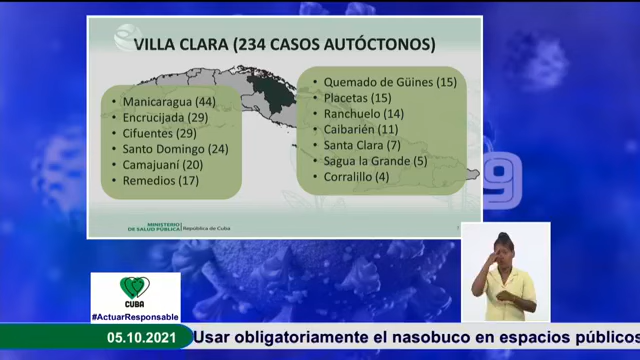 VILLA CLARA (234 CASOS AUTÓCTONOS)
• Manicaragua (44)
• Encrucijada (29)
• Cifuentes (29)
• Santo Domingo (24)
• Camajuaní (20)
• Remedios (17)
• Quemado de Güines (15)
• Placetas (15)
• Ranchuelo (14)
• Caibarién (11)
• Santa Clara (7)
• Sagua la Grande (5)
• Corralillo (4)
MINISTERIO DE SALUD PÚBLICA
República de Cuba
9
CUBA
#ActuarResponsable
05.10.2021
Usar obligatoriamente el nasobuco en espacios públicos